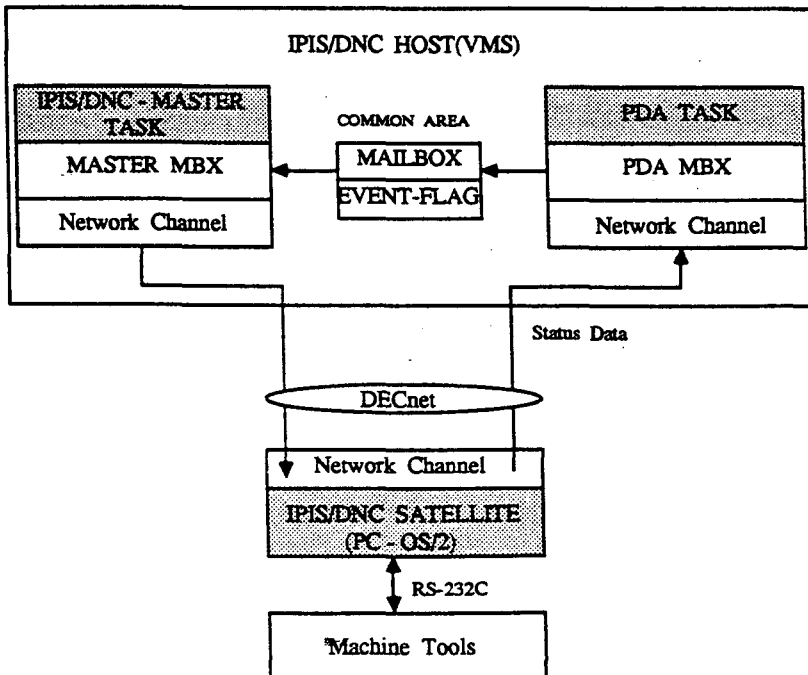 IPIS/DNC HOST(VMS)
IPIS/DNC - MASTER
TASK
MASTER MBX
Network Channel
COMMON AREA
MAILBOX
EVENT-FLAG
PDA TASK
PDA MBX
Network Channel
Status Data
DECnet
Network Channel
IPIS/DNC SATELLITE
(PC - OS/2)
RS-232C
Machine Tools